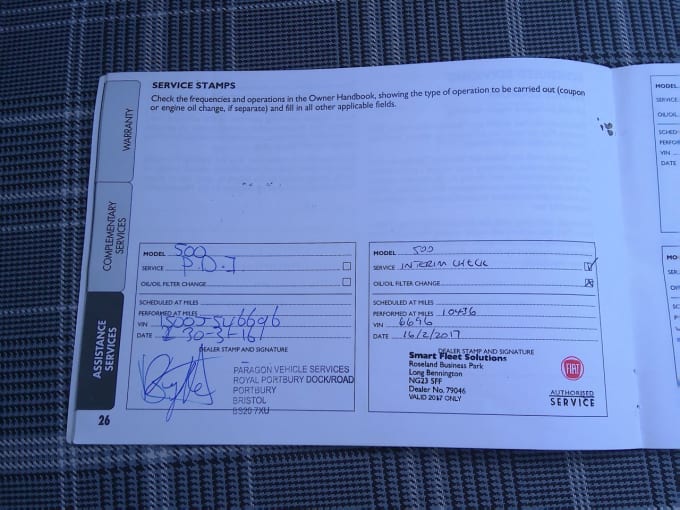 SERVICE STAMPS
Check the frequencies and operations in the Owner Handbook, showing the type of operation to be carried out (coupon
or engine oil change, if separate) and fill in all other applicable fields.
WARRANTY
COMPLEMENTARY
SERVICES
ASSISTANCE
SERVICES
26
MODEL 500
SERVICE P.D.I
OIL/OIL FILTER CHANGE
SCHEDULED AT MILES
PERFORMED AT MILES
VIN
DATE 30-3-16
DEALER STAMP AND SIGNATURE
PARAGON VEHICLE SERVICES
ROYAL PORTBURY DOCK/ROAD
PORTBURY
BRISTOL
BS20 7XU
MODEL 500
SERVICE INTERIM CHECK
OIL/OIL FILTER CHANGE
SCHEDULED AT MILES
PERFORMED AT MILES 10436
VIN 6696
DATE 16/2/2017
DEALER STAMP AND SIGNATURE
Smart Fleet Solutions
Roseland Business Park
Long Bennington
NG23 5FF
Dealer No. 79046
VALID 2017 ONLY
FIAT
AUTHORISED
SERVICE
MODEL
SERVICE
OIL/OIL
SCHED
PERFOR
VIN
DATE
MO
SER